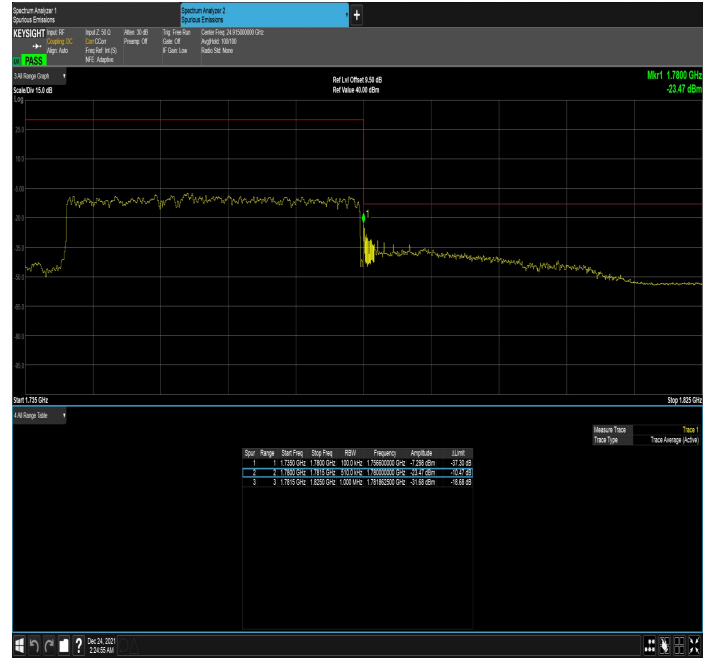 Spectrum Analyzer 1
Spurious Emissions
Spectrum Analyzer 2
Spurious Emissions
KEYSIGHT Input: RF
Coupling: DC
Align: Auto
Input Z: 50 Ω
Corr CCorr
Freq Ref: Int (S)
NFE: Adaptive
Atten: 30 dB
Preamp: Off
Trig: Free Run
Gate: Off
IF Gain: Low
Center Freq: 24.915000000 GHz
Avg|Hold: 100/100
Radio Std: None
PASS
3 All Range Graph
Scale/Div 15.0 dB
Ref Lvl Offset 9.50 dB
Ref Value 40.00 dBm
Mkr1 1.7800 GHz
-23.47 dBm
Log
25.0
10.0
-5.00
-20.0
-35.0
-50.0
-65.0
-80.0
-95.0
1
Start 1.735 GHz
Stop 1.825 GHz
4 All Range Table
Measure Trace Trace 1
Trace Type Trace Average (Active)
Spur Range Start Freq Stop Freq RBW Frequency Amplitude ΔLimit
1 1 1.7350 GHz 1.7800 GHz 100.0 kHz 1.756600000 GHz -7.298 dBm -37.30 dB
2 2 1.7800 GHz 1.7815 GHz 510.0 kHz 1.780000000 GHz -23.47 dBm -10.47 dB
3 3 1.7815 GHz 1.8250 GHz 1.000 MHz 1.781862500 GHz -31.68 dBm -18.68 dB
Dec 24, 2021
2:24:55 AM